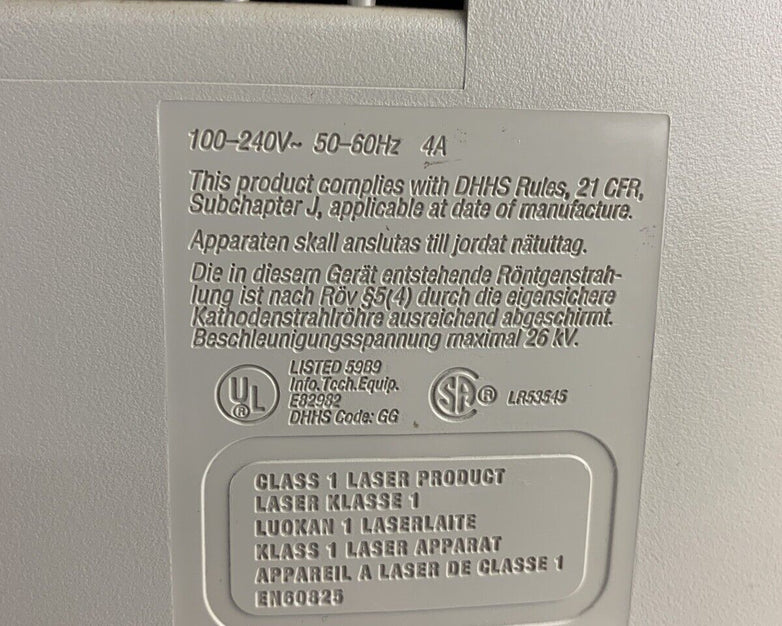 100–240V~ 50–60Hz 4A
This product complies with DHHS Rules, 21 CFR,
Subchapter J, applicable at date of manufacture.
Apparaten skall anslutas till jordat nätuttag.
Die in diesem Gerät entstehende Röntgenstrah-
lung ist nach Röv §5(4) durch die eigensichere
Kathodenstrahlröhre ausreichend abgeschirmt.
Beschleunigungsspannung maximal 26 kV.
UL ®
LISTED 59B9
Info.Tech.Equip.
E82982
DHHS Code: GG
SA ® LR53545
CLASS 1 LASER PRODUCT
LASER KLASSE 1
LUOKAN 1 LASERLAITE
KLASS 1 LASER APPARAT
APPAREIL A LASER DE CLASSE 1
EN60825